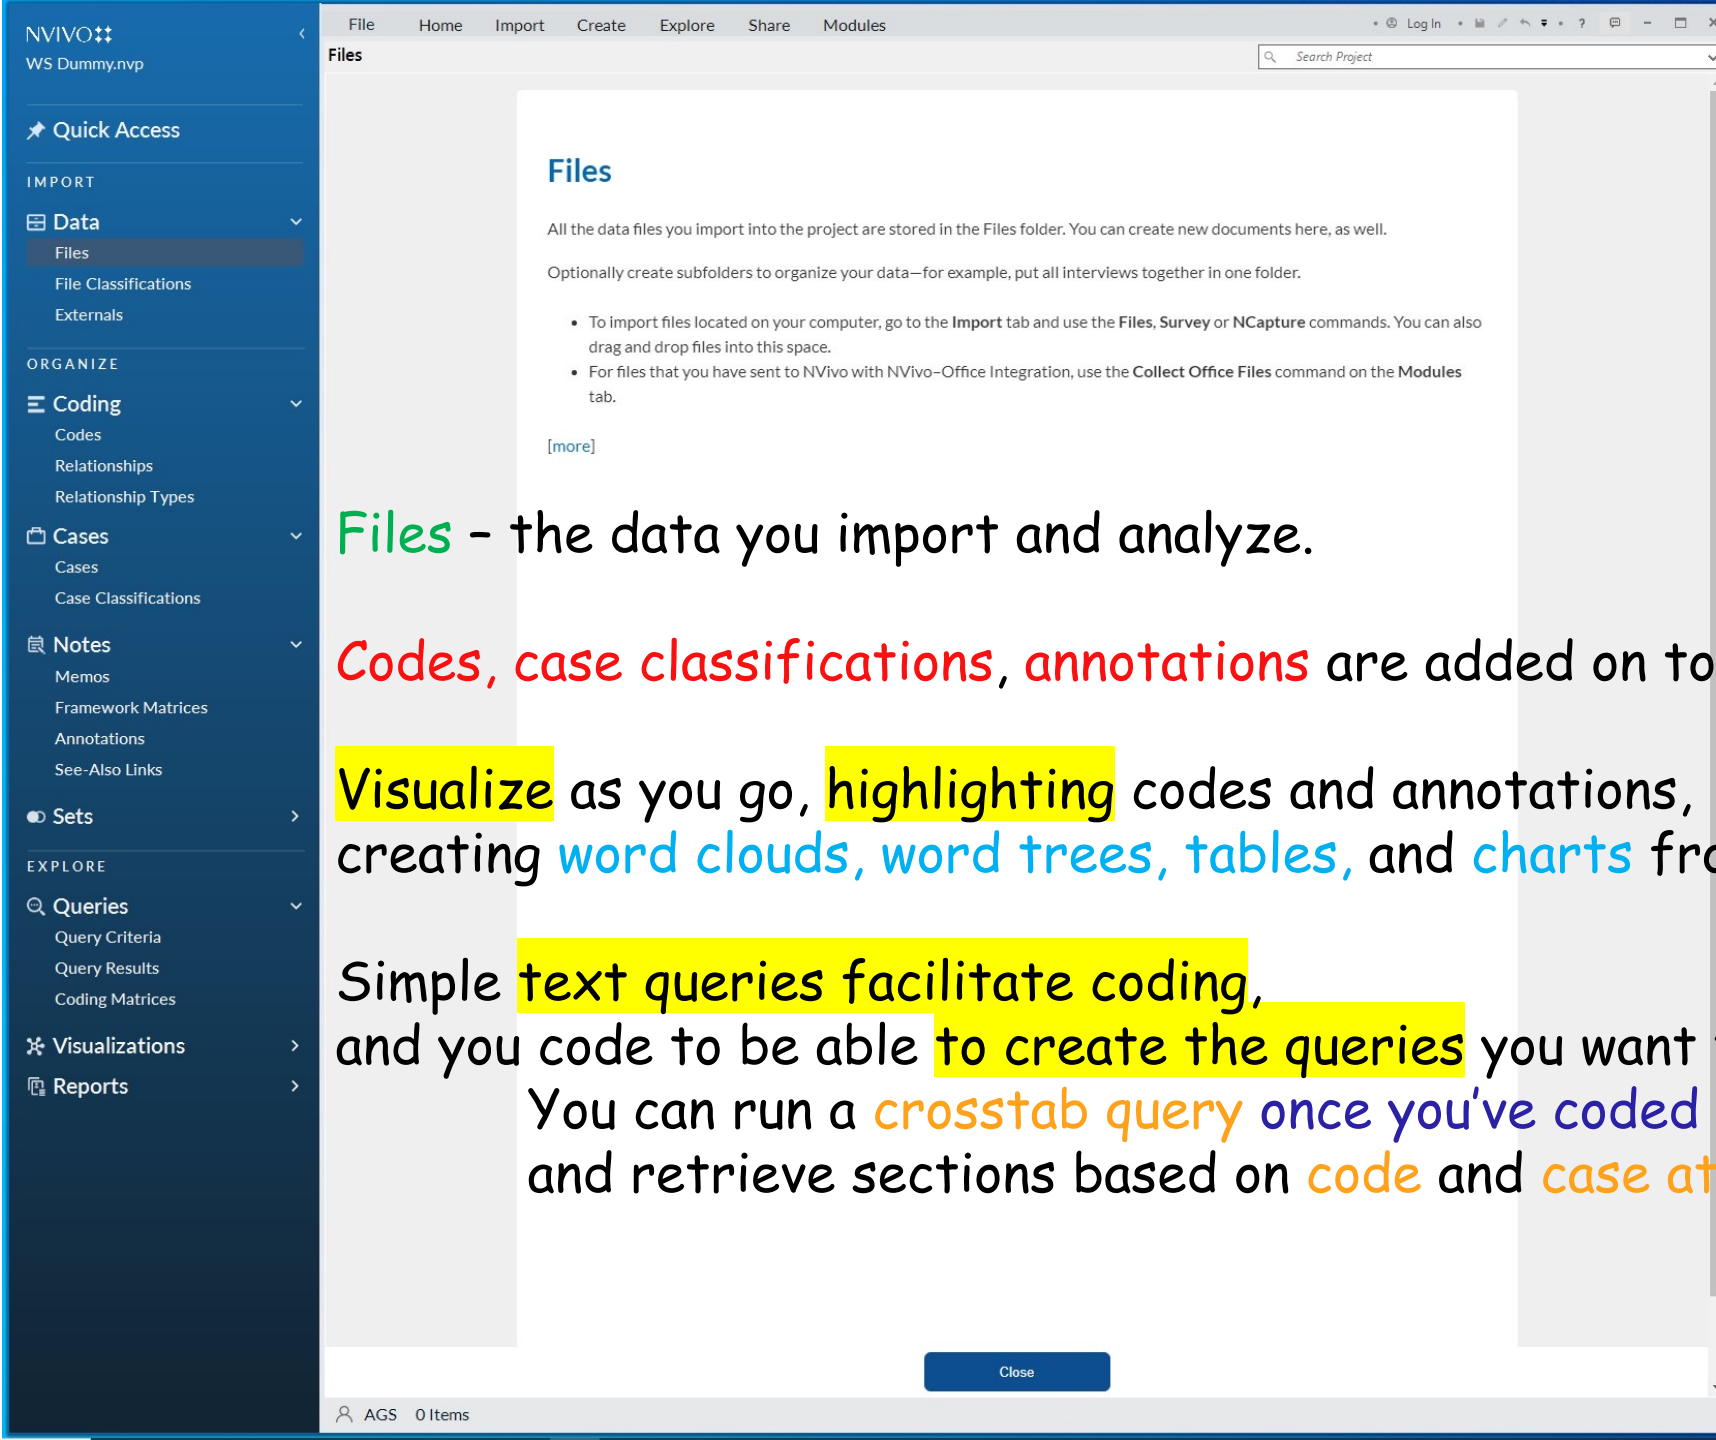 NVIVO
WS Dummy.nvp
Quick Access
IMPORT
Data
Files
File Classifications
Externals
ORGANIZE
Coding
Codes
Relationships
Relationship Types
Cases
Cases
Case Classifications
Notes
Memos
Framework Matrices
Annotations
See-Also Links
Sets
EXPLORE
Queries
Query Criteria
Query Results
Coding Matrices
Visualizations
Reports
File Home Import Create Explore Share Modules
Log In
Files
Search Project
Files
All the data files you import into the project are stored in the Files folder. You can create new documents here, as well.
Optionally create subfolders to organize your data—for example, put all interviews together in one folder.
• To import files located on your computer, go to the Import tab and use the Files, Survey or NCapture commands. You can also
drag and drop files into this space.
• For files that you have sent to NVivo with NVivo–Office Integration, use the Collect Office Files command on the Modules
tab.
[more]
Files – the data you import and analyze.
Codes, case classifications, annotations are added on to
Visualize as you go, highlighting codes and annotations,
creating word clouds, word trees, tables, and charts
Simple text queries facilitate coding,
and you code to be able to create the queries you want
You can run a crosstab query once you've coded
and retrieve sections based on code and case
Close
AGS 0 Items